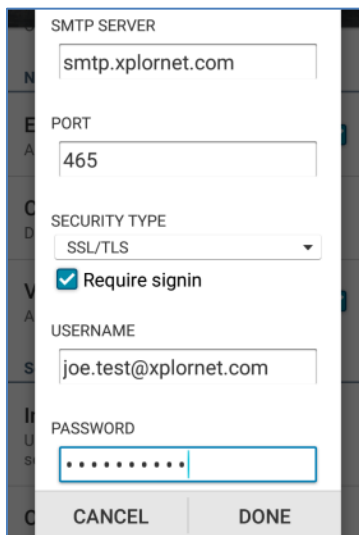 SMTP SERVER
smtp.xplornet.com
PORT
465
SECURITY TYPE
SSL/TLS
Require signin
USERNAME
joe.test@xplornet.com
PASSWORD
••••••••••
CANCEL
DONE